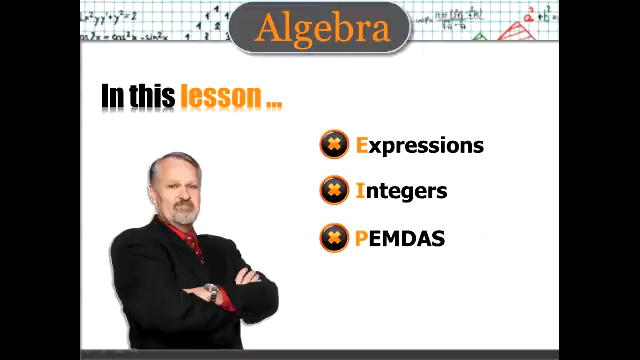 Algebra
In this lesson ...
Expressions
Integers
PEMDAS